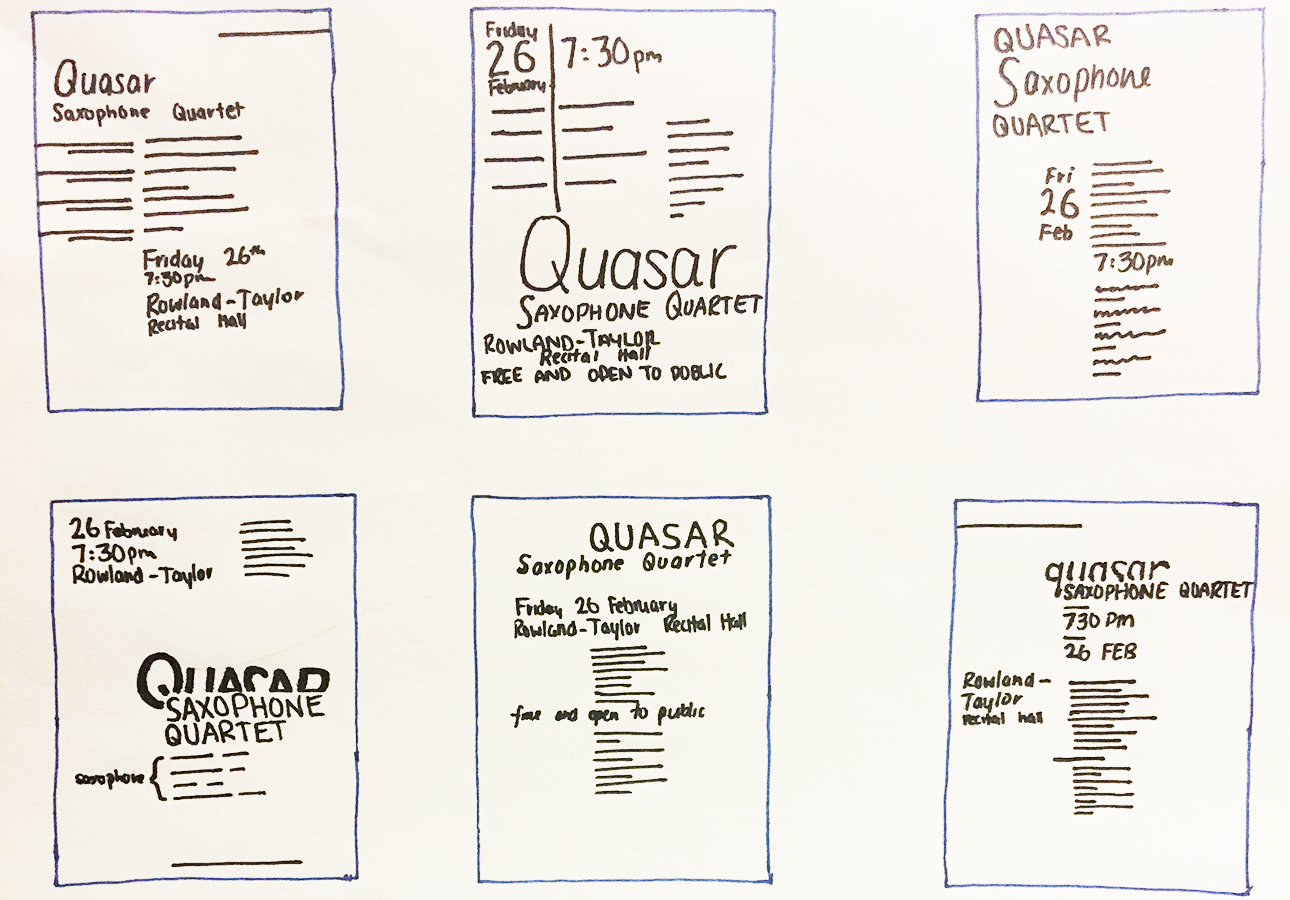 Quasar
Saxophone Quartet
Friday 26th
7:30pm
Rowland-Taylor
Recital Hall
Friday
26
February
7:30pm
Quasar
SAXOPHONE QUARTET
ROWLAND-TAYLOR
Recital Hall
FREE AND OPEN TO PUBLIC
QUASAR
Saxophone
QUARTET
Fri
26
Feb
7:30pm
26 February
7:30pm
Rowland-Taylor
QUASAR
SAXOPHONE
QUARTET
saxophone
QUASAR
Saxophone Quartet
Friday 26 February
Rowland-Taylor Recital Hall
free and open to public
quasar
SAXOPHONE QUARTET
730 pm
26 FEB
Rowland-
Taylor
recital hall